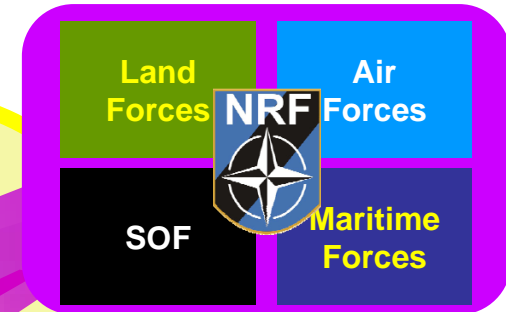 Land
Forces
Air
Forces
NRF
SOF
Maritime
Forces